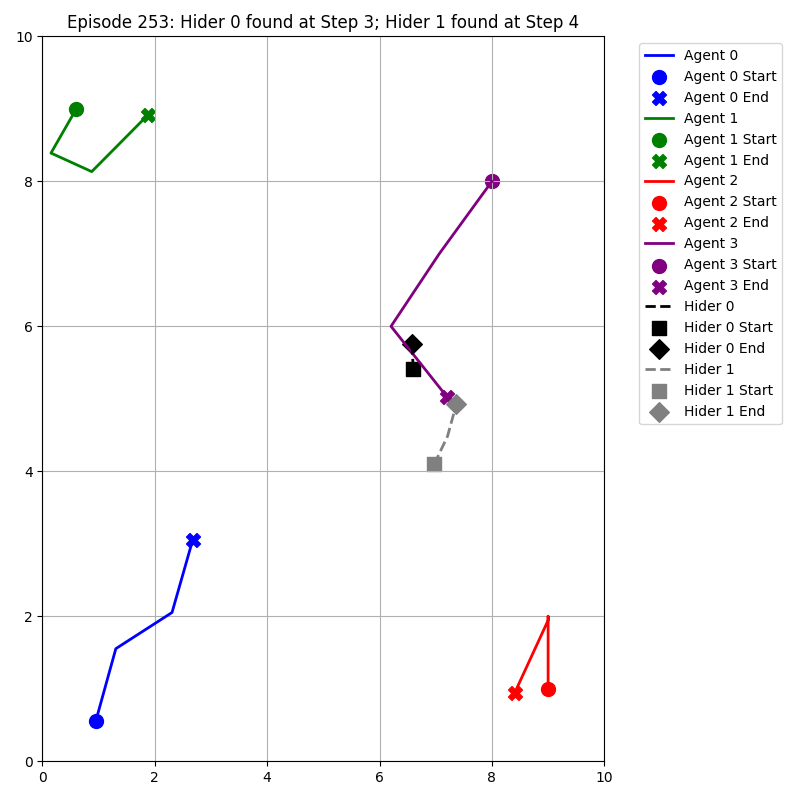 Episode 253: Hider 0 found at Step 3; Hider 1 found at Step 4
10
8
6
4
2
0
0 2 4 6 8 10
Agent 0
Agent 0 Start
Agent 0 End
Agent 1
Agent 1 Start
Agent 1 End
Agent 2
Agent 2 Start
Agent 2 End
Agent 3
Agent 3 Start
Agent 3 End
Hider 0
Hider 0 Start
Hider 0 End
Hider 1
Hider 1 Start
Hider 1 End